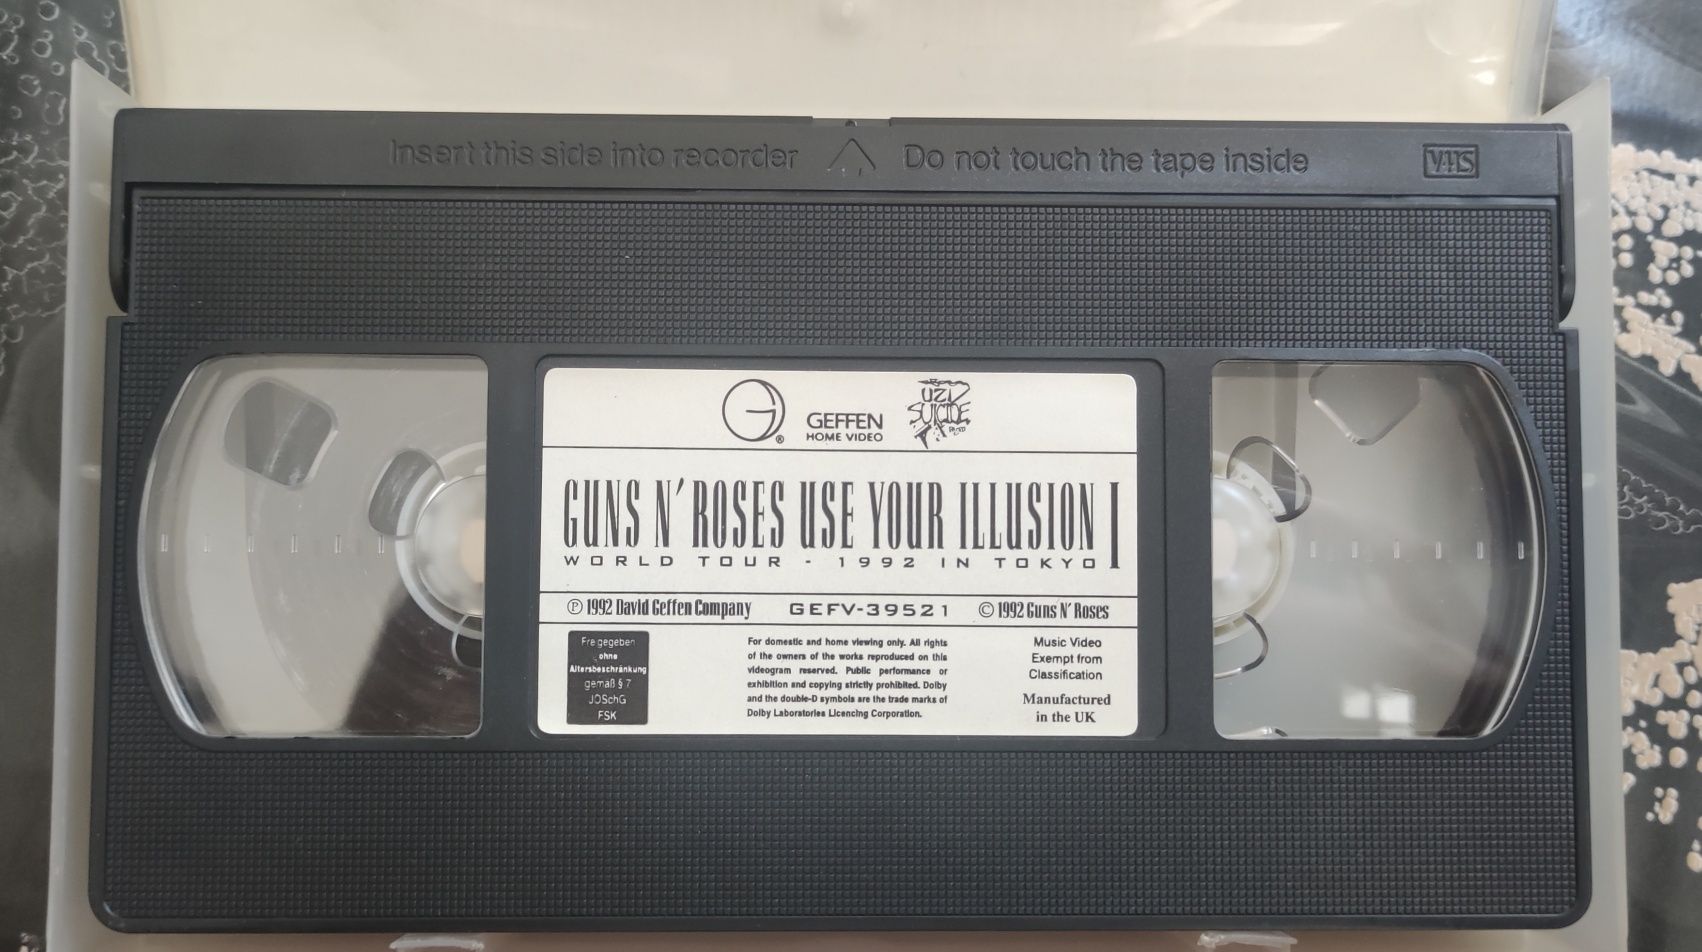 Insert this side into recorder Do not touch the tape inside VHS
G ® GEFFEN HOME VIDEO
UZI SUICIDE
GUNS N' ROSES USE YOUR ILLUSION I
WORLD TOUR - 1992 IN TOKYO
Ⓟ 1992 David Geffen Company GEFV-39521 © 1992 Guns N' Roses
Freigegeben
ohne
Altersbeschränkung
gemäß § 7
JÖSchG
FSK
For domestic and home viewing only. All rights
of the owners of the works reproduced on this
videogram reserved. Public performance or
exhibition and copying strictly prohibited. Dolby
and the double-D symbols are the trade marks of
Dolby Laboratories Licencing Corporation.
Music Video
Exempt from
Classification
Manufactured
in the UK